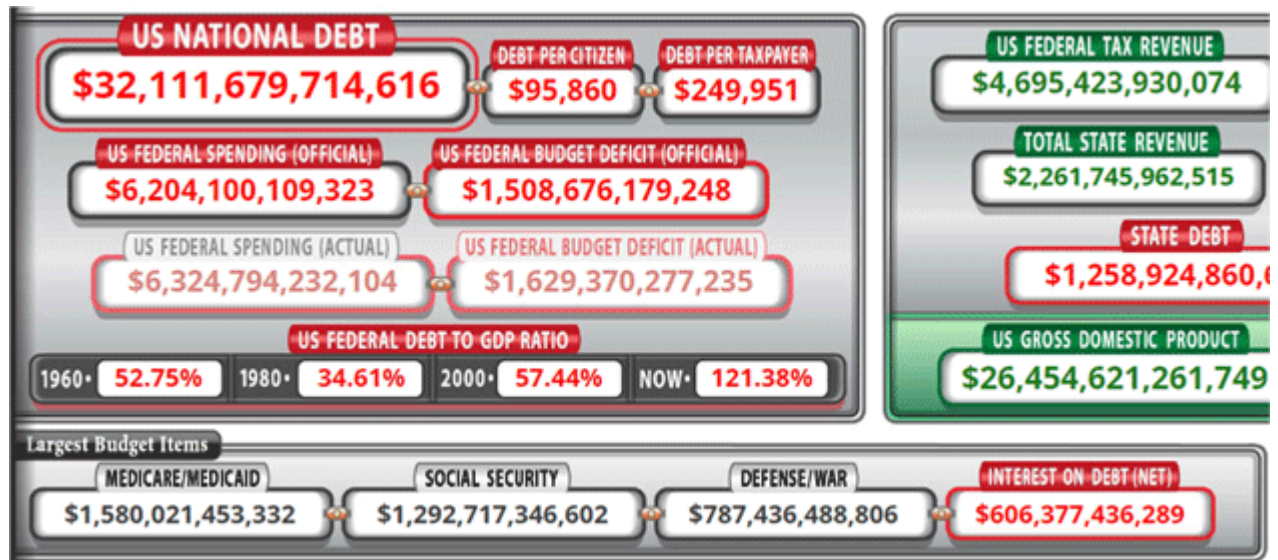 US NATIONAL DEBT
$32,111,679,714,616
DEBT PER CITIZEN
$95,860
DEBT PER TAXPAYER
$249,951
US FEDERAL SPENDING (OFFICIAL)
$6,204,100,109,323
US FEDERAL BUDGET DEFICIT (OFFICIAL)
$1,508,676,179,248
US FEDERAL SPENDING (ACTUAL)
$6,324,794,232,104
US FEDERAL BUDGET DEFICIT (ACTUAL)
$1,629,370,277,235
US FEDERAL DEBT TO GDP RATIO
1960• 52.75% 1980• 34.61% 2000• 57.44% NOW• 121.38%
US FEDERAL TAX REVENUE
$4,695,423,930,074
TOTAL STATE REVENUE
$2,261,745,962,515
STATE DEBT
$1,258,924,860,6
US GROSS DOMESTIC PRODUCT
$26,454,621,261,749
Largest Budget Items
MEDICARE/MEDICAID
$1,580,021,453,332
SOCIAL SECURITY
$1,292,717,346,602
DEFENSE/WAR
$787,436,488,806
INTEREST ON DEBT (NET)
$606,377,436,289